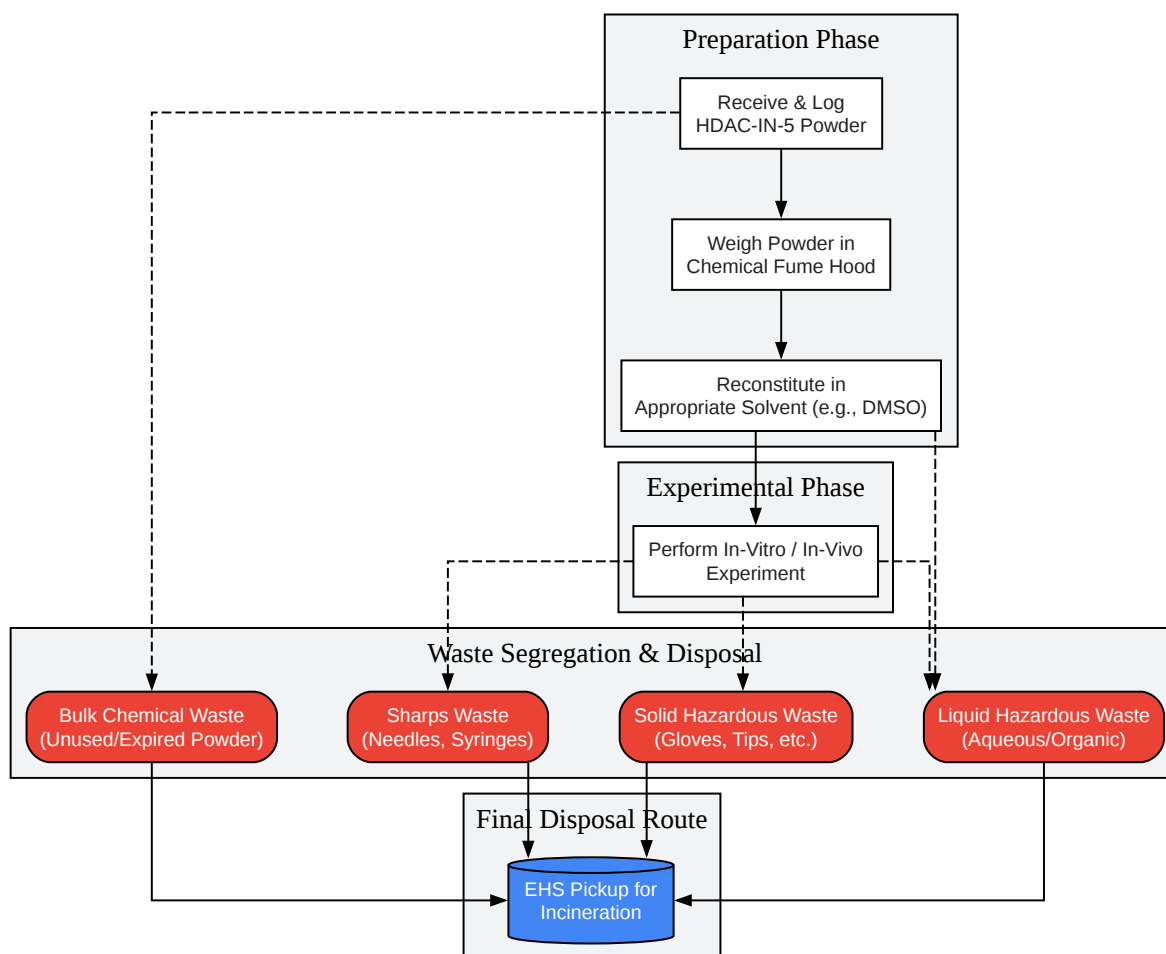 Preparation Phase
Receive & Log
HDAC-IN-5 Powder
Weigh Powder in
Chemical Fume Hood
Reconstitute in
Appropriate Solvent (e.g., DMSO)
Experimental Phase
Perform In-Vitro / In-Vivo
Experiment
Waste Segregation & Disposal
Bulk Chemical Waste
(Unused/Expired Powder)
Sharps Waste
(Needles, Syringes)
Solid Hazardous Waste
(Gloves, Tips, etc.)
Liquid Hazardous Waste
(Aqueous/Organic)
Final Disposal Route
EHS Pickup for
Incineration